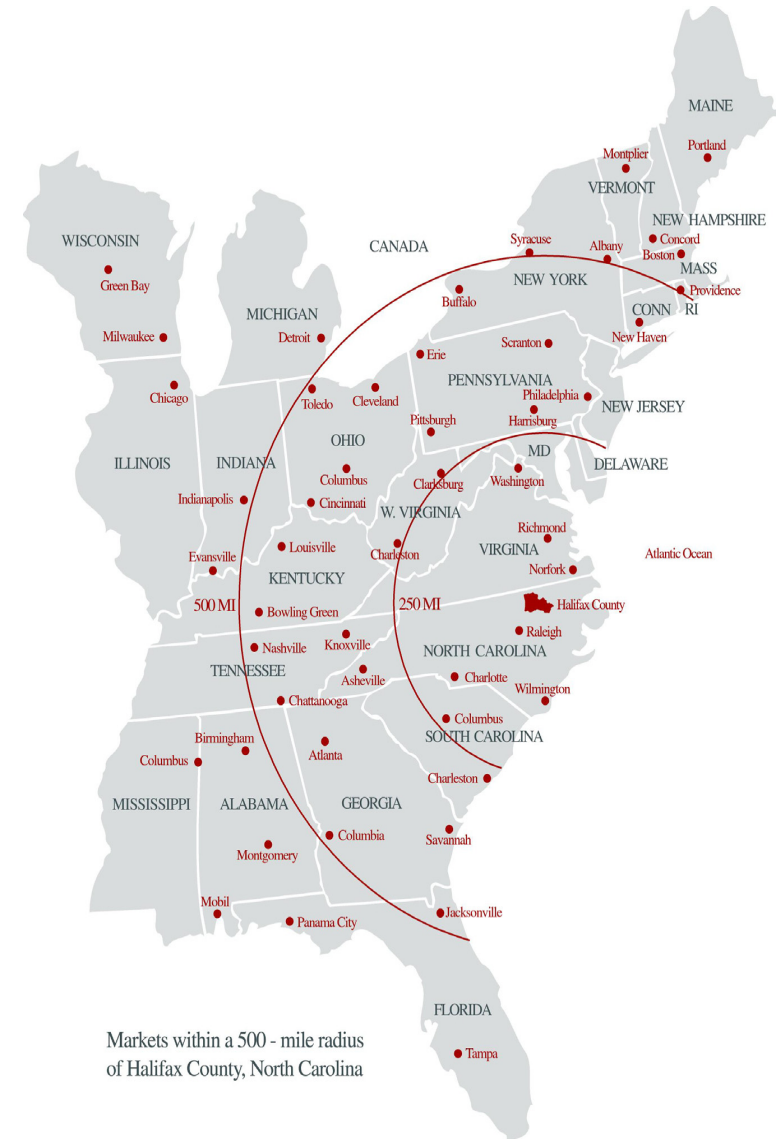 MAINE
Portland
Montplier
VERMONT
NEW HAMPSHIRE
Concord
Boston
MASS
Syracuse
Albany
CANADA
WISCONSIN
Green Bay
NEW YORK
Buffalo
Providence
CONN
RI
New Haven
MICHIGAN
Detroit
Milwaukee
Erie
Scranton
PENNSYLVANIA
Philadelphia
Harrisburg
NEW JERSEY
Chicago
Toledo
Cleveland
Pittsburgh
OHIO
MD
DELAWARE
ILLINOIS
INDIANA
Columbus
Clarksburg
Washington
Indianapolis
Cincinnati
W. VIRGINIA
Richmond
VIRGINIA
Atlantic Ocean
Charleston
Louisville
Evansville
KENTUCKY
Norfork
500 MI
250 MI
Halifax County
Bowling Green
Raleigh
Nashville
Knoxville
NORTH CAROLINA
TENNESSEE
Asheville
Charlotte
Wilmington
Chattanooga
Columbus
SOUTH CAROLINA
Birmingham
Columbus
Atlanta
Charleston
MISSISSIPPI
ALABAMA
GEORGIA
Columbia
Savannah
Montgomery
Mobil
Panama City
Jacksonville
FLORIDA
Tampa
Markets within a 500 - mile radius
of Halifax County, North Carolina